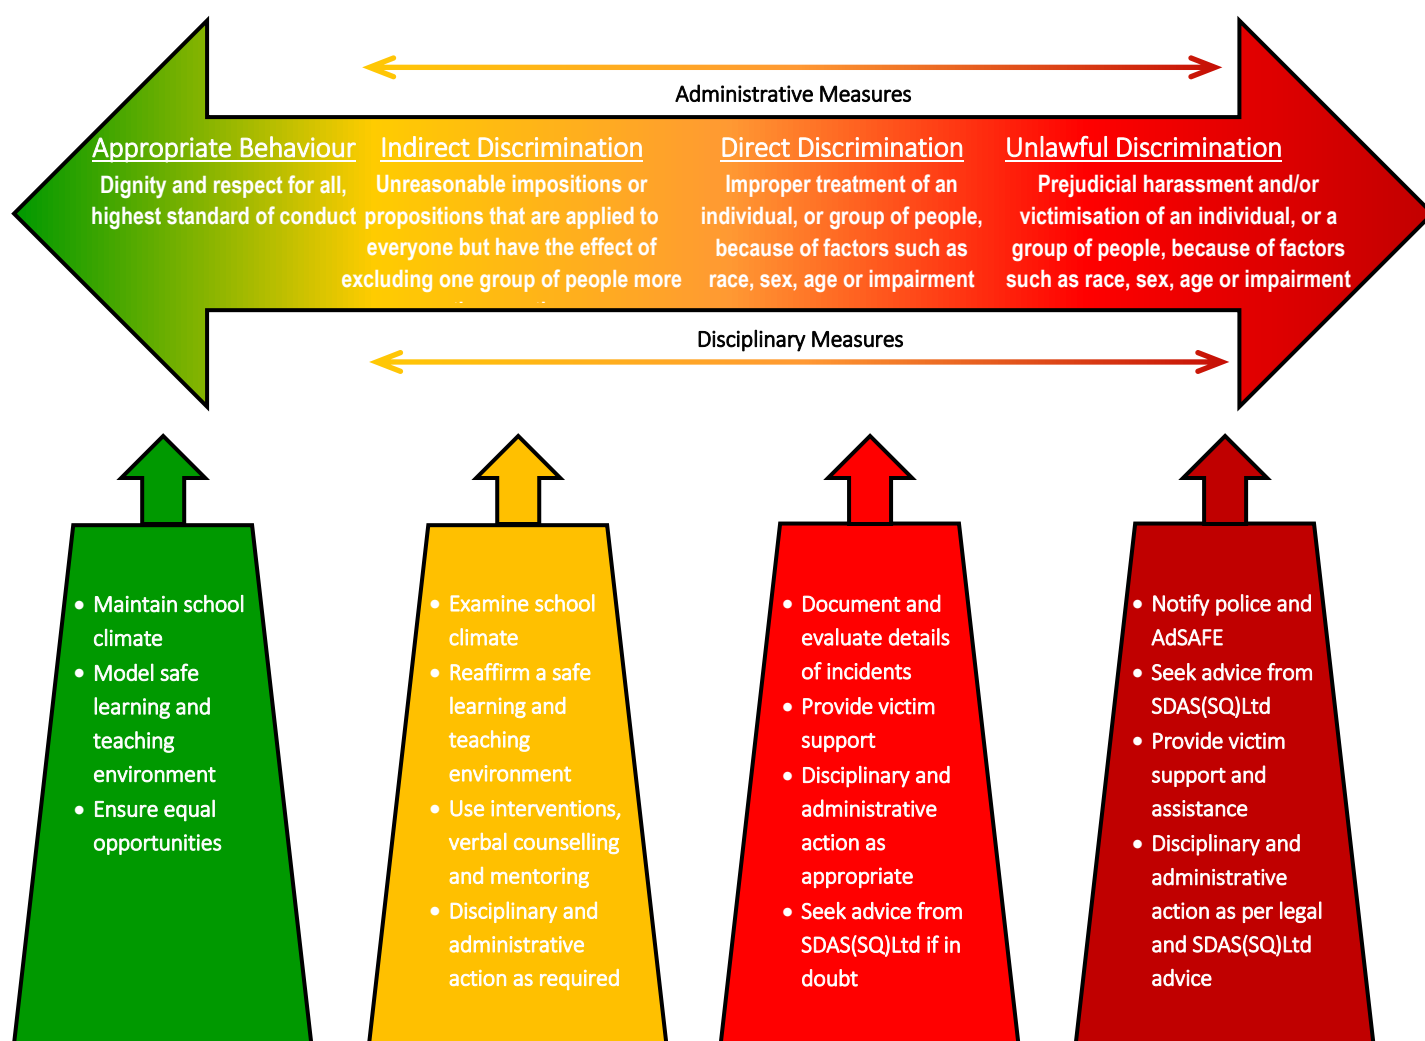 Administrative Measures
Appropriate Behaviour
Dignity and respect for all,
highest standard of conduct
Indirect Discrimination
Unreasonable impositions or
propositions that are applied to
everyone but have the effect of
excluding one group of people more
Direct Discrimination
Improper treatment of an
individual, or group of people,
because of factors such as
race, sex, age or impairment
Unlawful Discrimination
Prejudicial harassment and/or
victimisation of an individual, or a
group of people, because of factors
such as race, sex, age or impairment
Disciplinary Measures
• Maintain school
climate
• Model safe
learning and
teaching
environment
• Ensure equal
opportunities
• Examine school
climate
• Reaffirm a safe
learning and
teaching
environment
• Use interventions,
verbal counselling
and mentoring
• Disciplinary and
administrative
action as required
• Document and
evaluate details
of incidents
• Provide victim
support
• Disciplinary and
administrative
action as
appropriate
• Seek advice from
SDAS(SQ)Ltd if in
doubt
• Notify police and
AdSAFE
• Seek advice from
SDAS(SQ)Ltd
• Provide victim
support and
assistance
• Disciplinary and
administrative
action as per legal
and SDAS(SQ)Ltd
advice